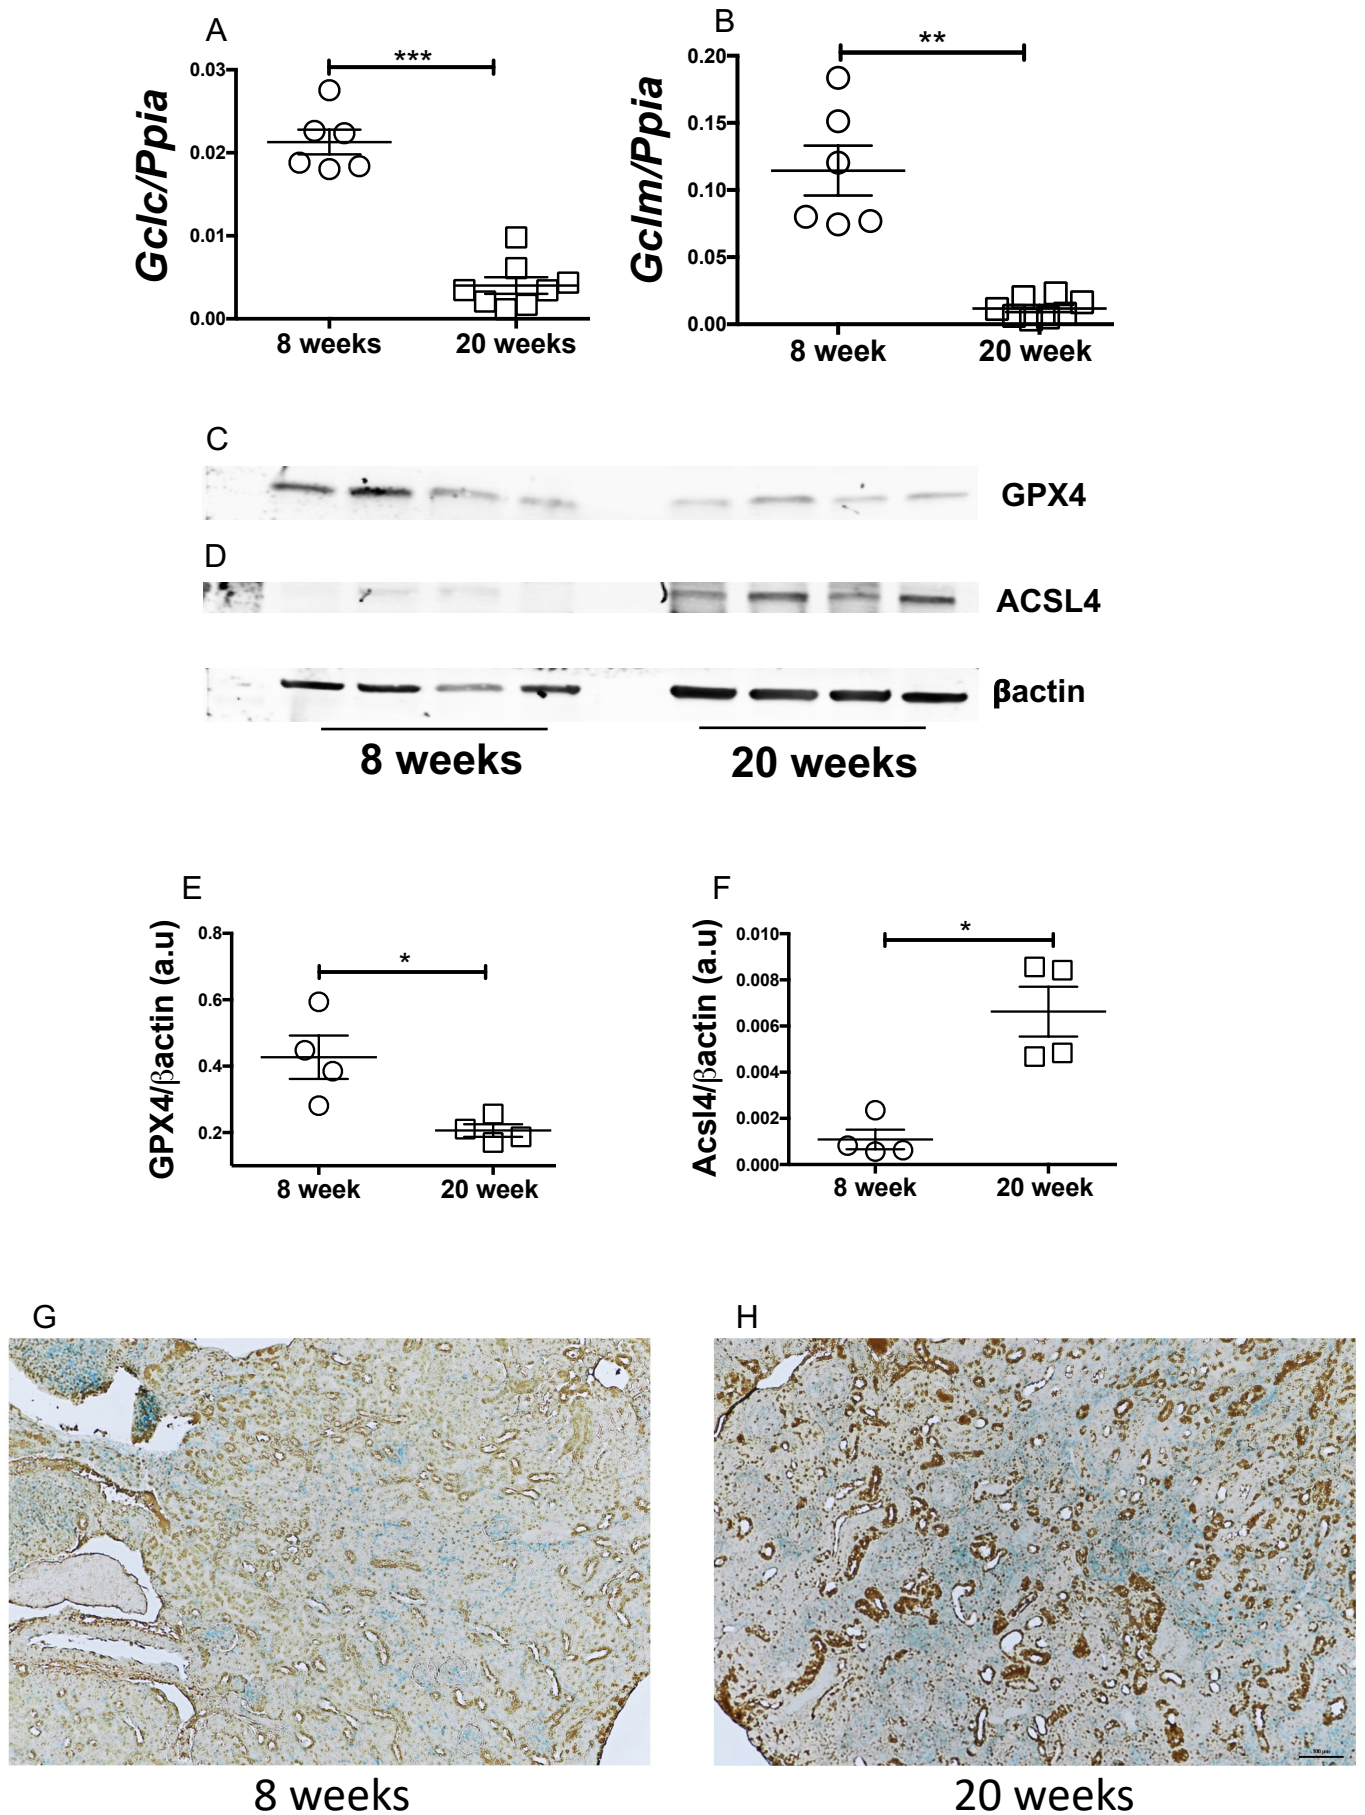 A
***
0.03
0.02
0.01
0.00
Gclc/Ppia
8 weeks
20 weeks
B
**
0.20
0.15
0.10
0.05
0.00
Gclm/Ppia
8 week
20 week
C
GPX4
D
ACSL4
βactin
8 weeks
20 weeks
E
*
0.8
0.6
0.4
0.2
GPX4/βactin (a.u)
8 week
20 week
F
*
0.010
0.008
0.006
0.004
0.002
0.000
Acsl4/βactin (a.u)
8 week
20 week
G
H
100 µm
8 weeks
20 weeks